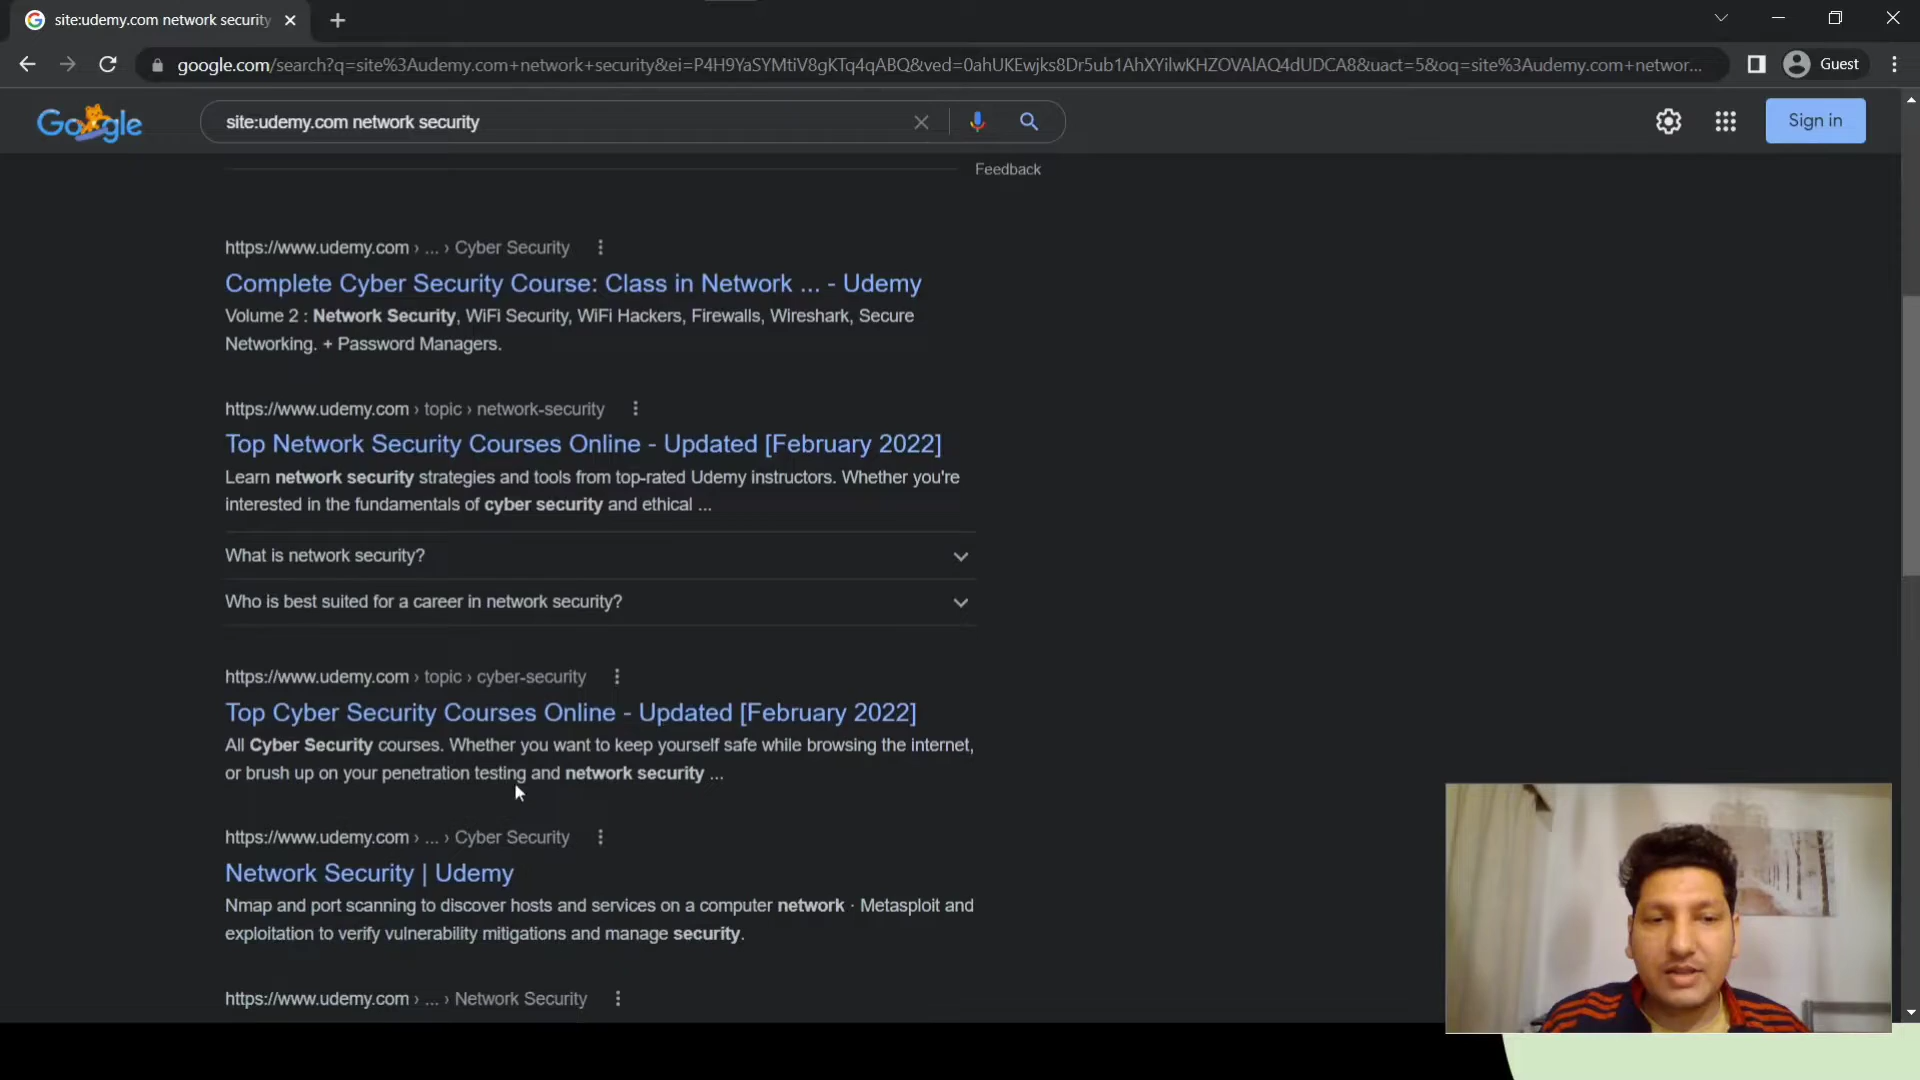 site:udemy.com network security
google.com/search?q=site%3Audemy.com+network+security&ei=P4H9YaSYMtiV8gKTq4qABQ&ved=0ahUKEwjks8Dr5ub1AhXYilwKHZOVAlAQ4dUDCA8&uact=5&oq=site%3Audemy.com+networ...
Guest
Google
site:udemy.com network security
Sign in
Feedback
https://www.udemy.com › ... › Cyber Security
Complete Cyber Security Course: Class in Network ... - Udemy
Volume 2 : Network Security, WiFi Security, WiFi Hackers, Firewalls, Wireshark, Secure
Networking. + Password Managers.
https://www.udemy.com › topic › network-security
Top Network Security Courses Online - Updated [February 2022]
Learn network security strategies and tools from top-rated Udemy instructors. Whether you're
interested in the fundamentals of cyber security and ethical ...
What is network security?
Who is best suited for a career in network security?
https://www.udemy.com › topic › cyber-security
Top Cyber Security Courses Online - Updated [February 2022]
All Cyber Security courses. Whether you want to keep yourself safe while browsing the internet,
or brush up on your penetration testing and network security ...
https://www.udemy.com › ... › Cyber Security
Network Security | Udemy
Nmap and port scanning to discover hosts and services on a computer network · Metasploit and
exploitation to verify vulnerability mitigations and manage security.
https://www.udemy.com › ... › Network Security